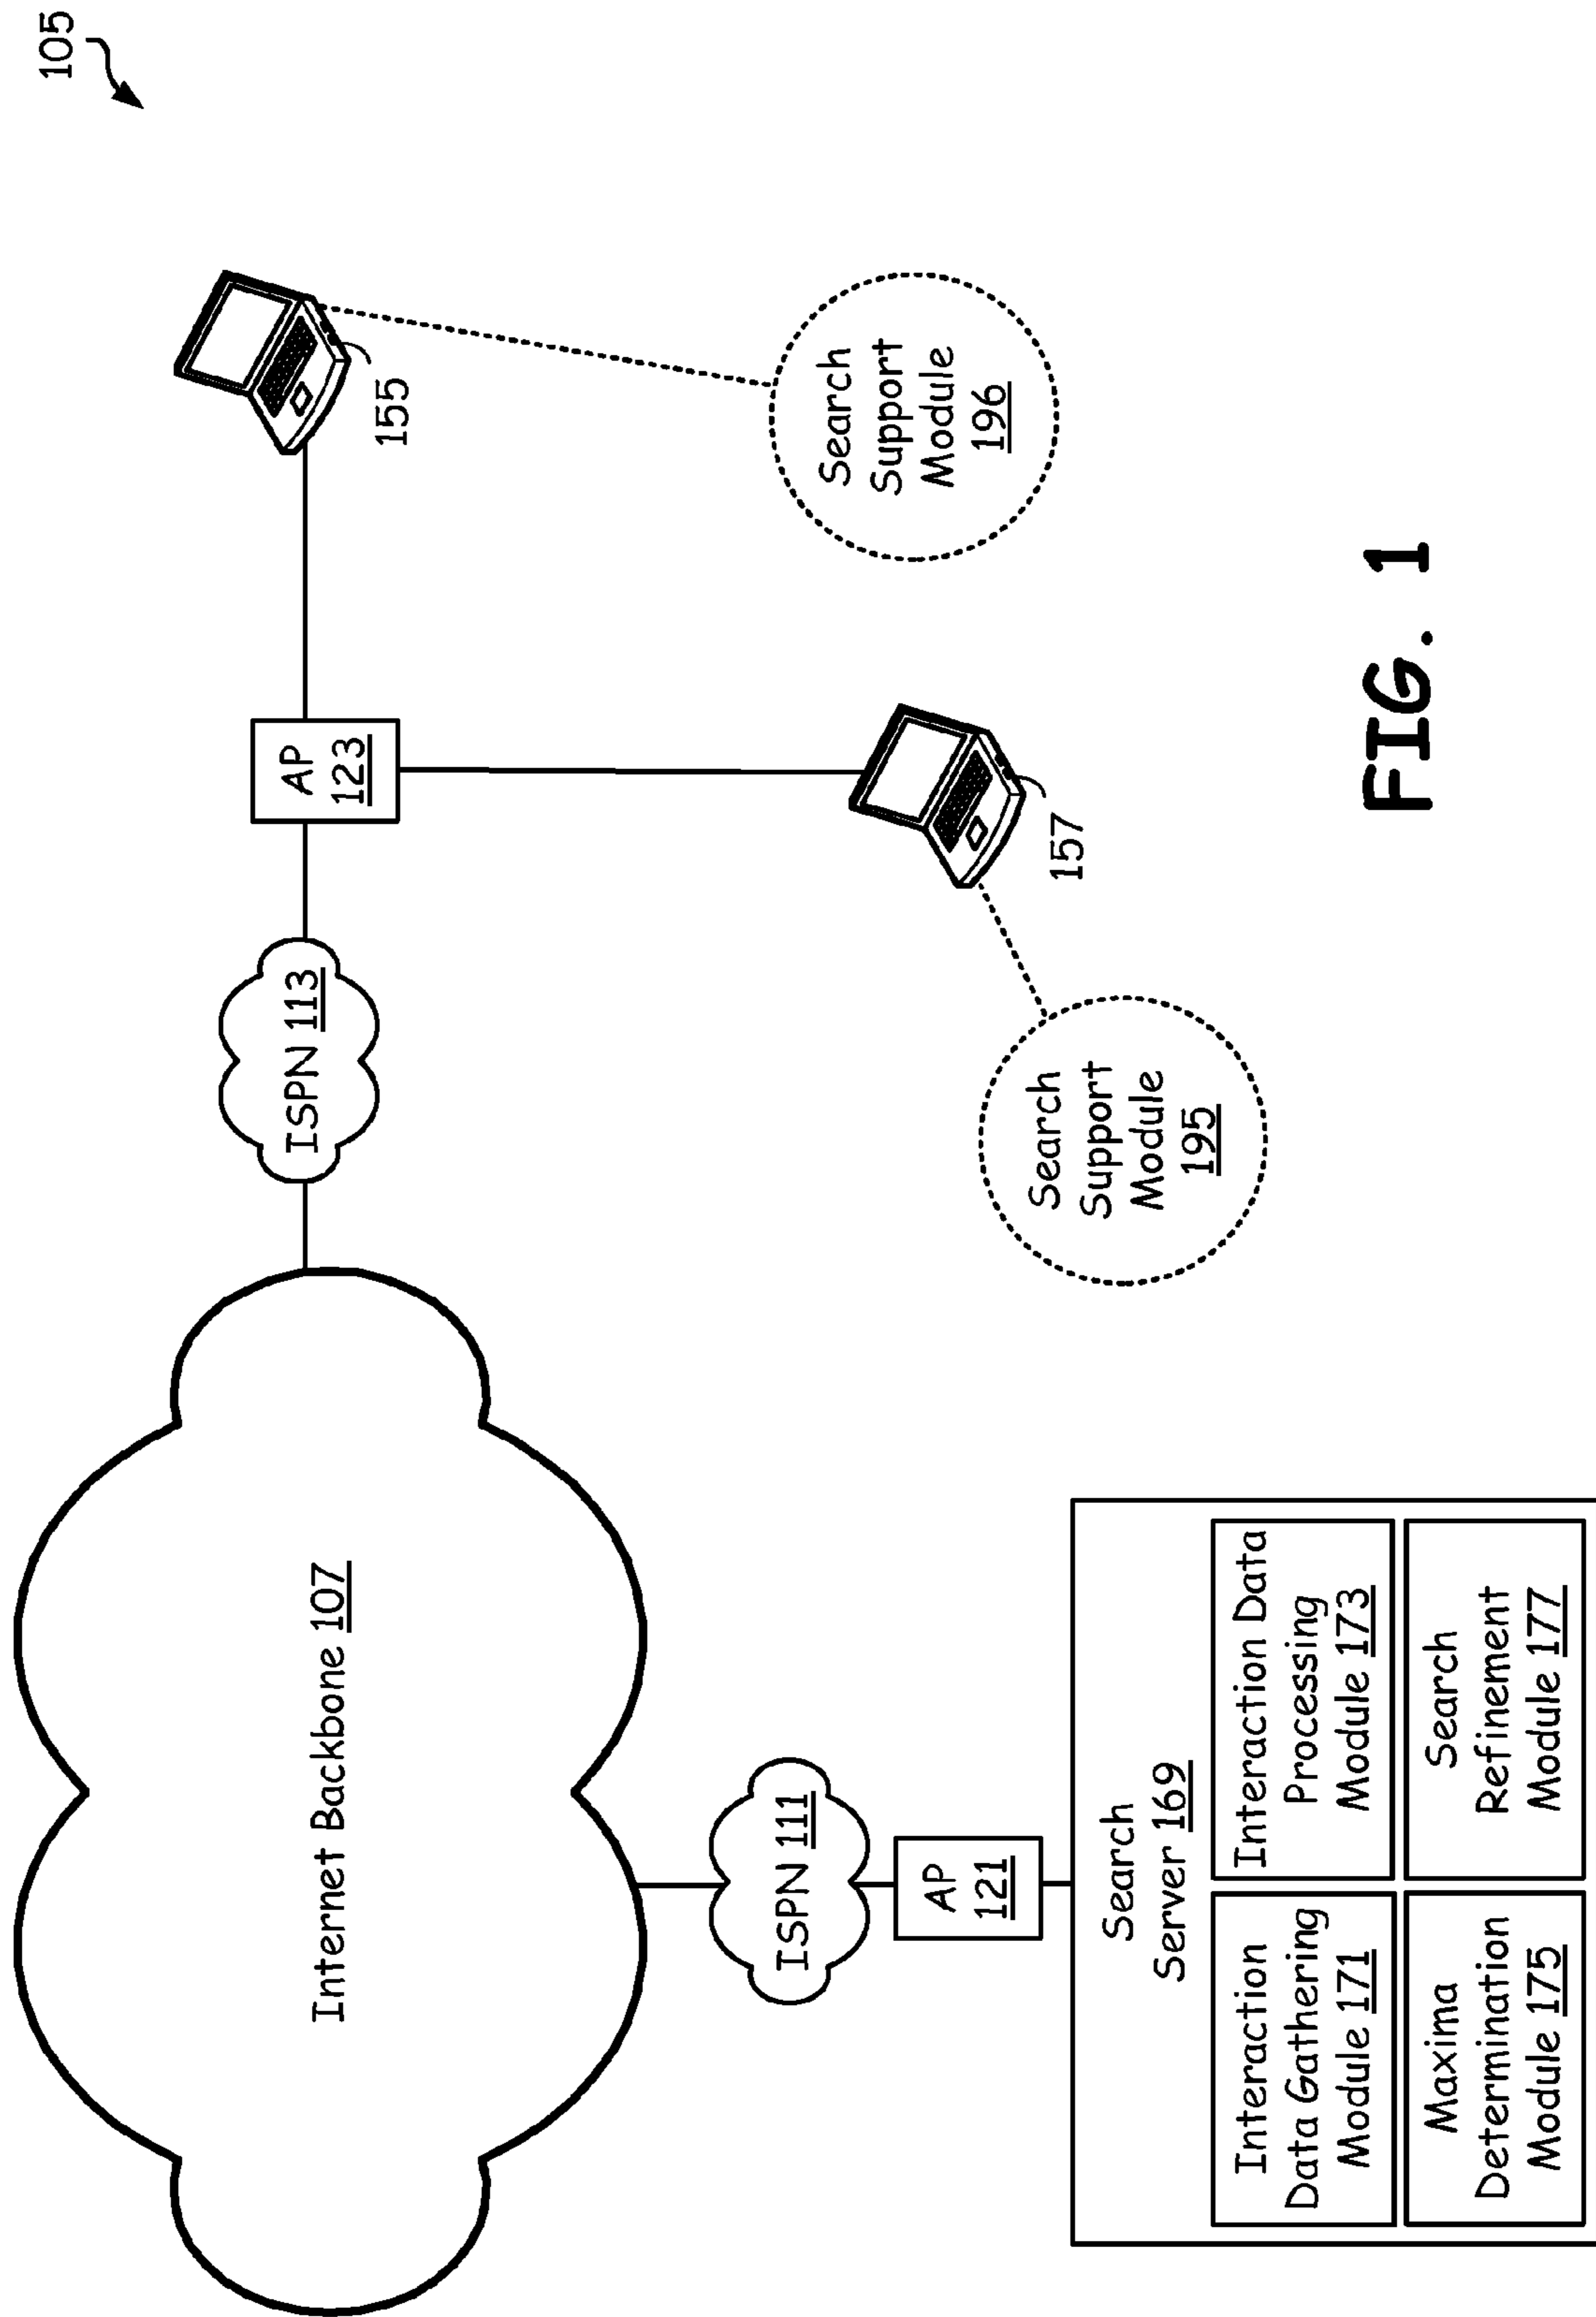 105
Internet Backbone 107
ISPN 113
AP
123
155
ISPN 111
AP
121
157
Search
Support
Module
196
Search
Support
Module
195
Search
Server 169
Interaction
Data Gathering
Module 171
Interaction Data
Processing
Module 173
Maxima
Determination
Module 175
Search
Refinement
Module 177
FIG. 1